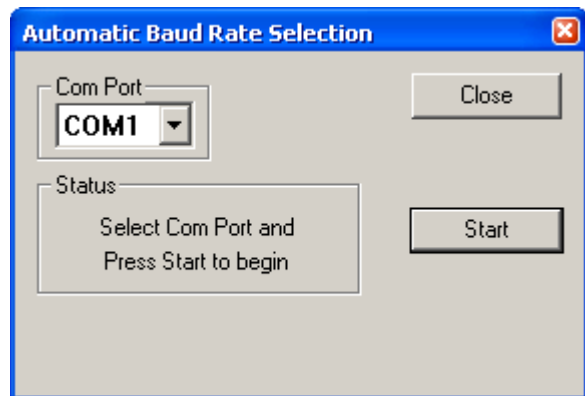 Automatic Baud Rate Selection
Com Port
COM1
Close
Status
Select Com Port and
Press Start to begin
Start